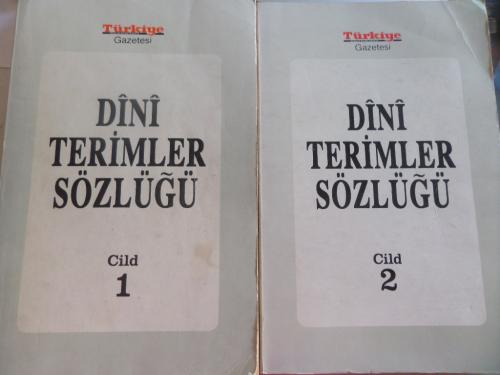 Türkiye
Gazetesi
DÎNÎ
TERİMLER
SÖZLÜĞÜ
Cild
1
Türkiye
Gazetesi
DÎNÎ
TERİMLER
SÖZLÜĞÜ
Cild
2